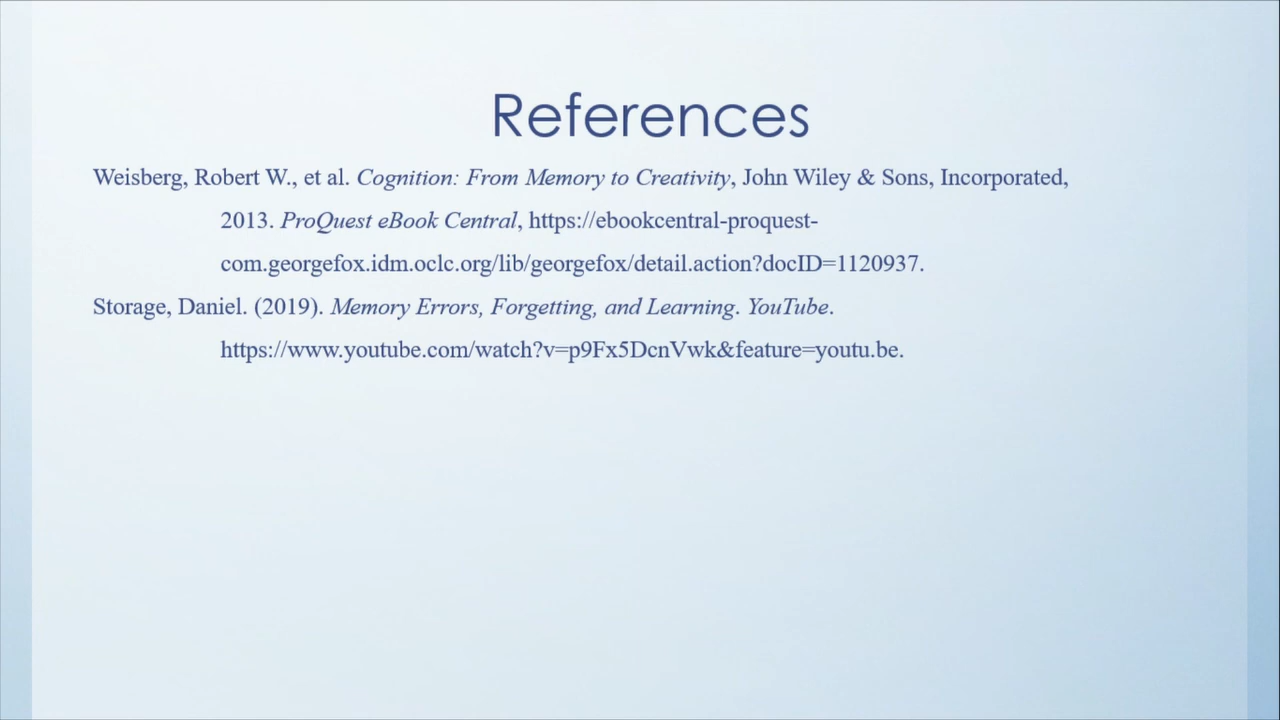 References
Weisberg, Robert W., et al. Cognition: From Memory to Creativity, John Wiley & Sons, Incorporated,
2013. ProQuest eBook Central, https://ebookcentral-proquest-
com.georgefox.idm.oclc.org/lib/georgefox/detail.action?docID=1120937.
Storage, Daniel. (2019). Memory Errors, Forgetting, and Learning. YouTube.
https://www.youtube.com/watch?v=p9Fx5DcnVwk&feature=youtu.be.